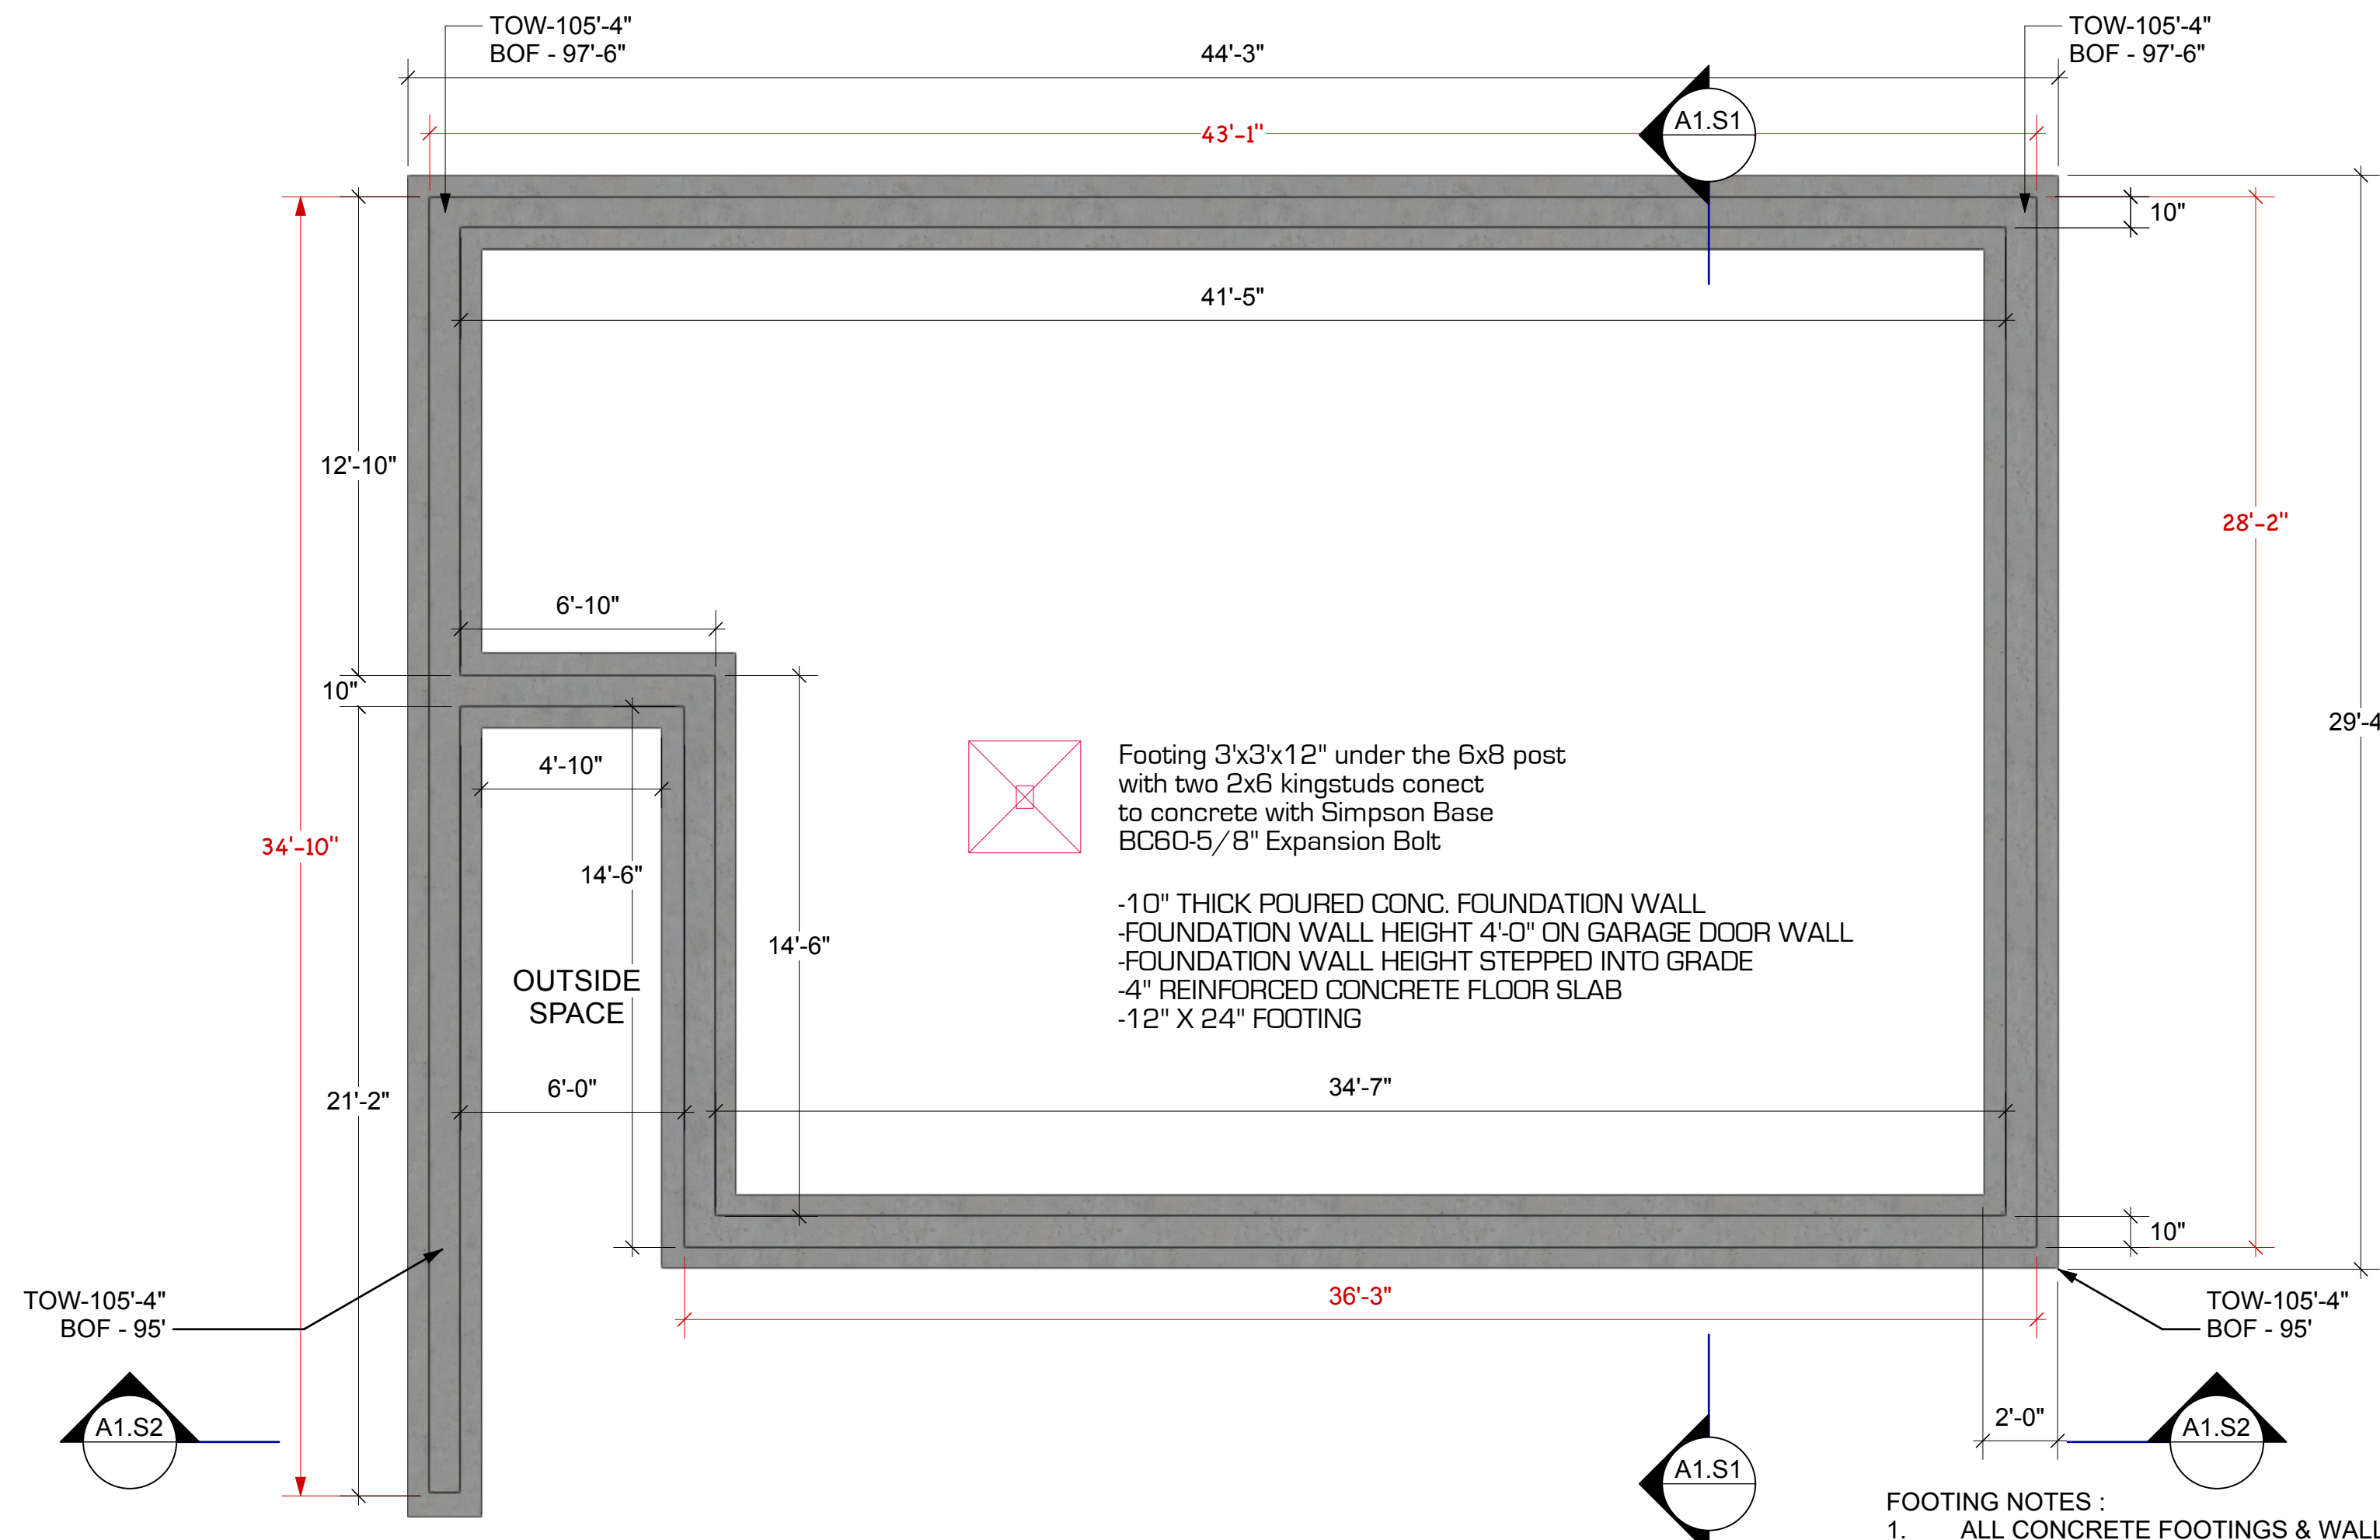 TOW-105'-4"
BOF - 97'-6"
44'-3"
TOW-105'-4"
BOF - 97'-6"
A1.S1
43'-1"
10"
41'-5"
12'-10"
28'-2"
6'-10"
10"
29'-4
4'-10"
Footing 3'x3'x12" under the 6x8 post
with two 2x6 kingstuds conect
to concrete with Simpson Base
BC60-5/8" Expansion Bolt
34'-10"
14'-6"
-10" THICK POURED CONC. FOUNDATION WALL
-FOUNDATION WALL HEIGHT 4'-0" ON GARAGE DOOR WALL
-FOUNDATION WALL HEIGHT STEPPED INTO GRADE
-4" REINFORCED CONCRETE FLOOR SLAB
-12" X 24" FOOTING
14'-6"
OUTSIDE
SPACE
21'-2"
6'-0"
34'-7"
10"
TOW-105'-4"
BOF - 95'
36'-3"
TOW-105'-4"
BOF - 95'
A1.S2
A1.S1
2'-0"
A1.S2
FOOTING NOTES :
1. ALL CONCRETE FOOTINGS & WALL